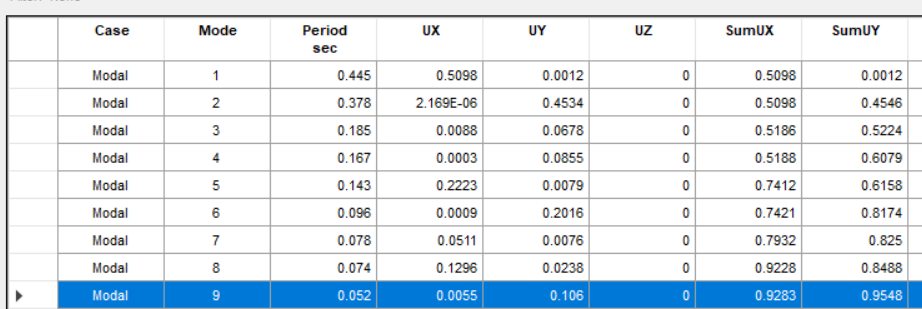 Case Mode Period sec UX UY UZ SumUX SumUY
Modal 1 0.445 0.5098 0.0012 0 0.5098 0.0012
Modal 2 0.378 2.169E-06 0.4534 0 0.5098 0.4546
Modal 3 0.185 0.0088 0.0678 0 0.5186 0.5224
Modal 4 0.167 0.0003 0.0855 0 0.5188 0.6079
Modal 5 0.143 0.2223 0.0079 0 0.7412 0.6158
Modal 6 0.096 0.0009 0.2016 0 0.7421 0.8174
Modal 7 0.078 0.0511 0.0076 0 0.7932 0.825
Modal 8 0.074 0.1296 0.0238 0 0.9228 0.8488
Modal 9 0.052 0.0055 0.106 0 0.9283 0.9548